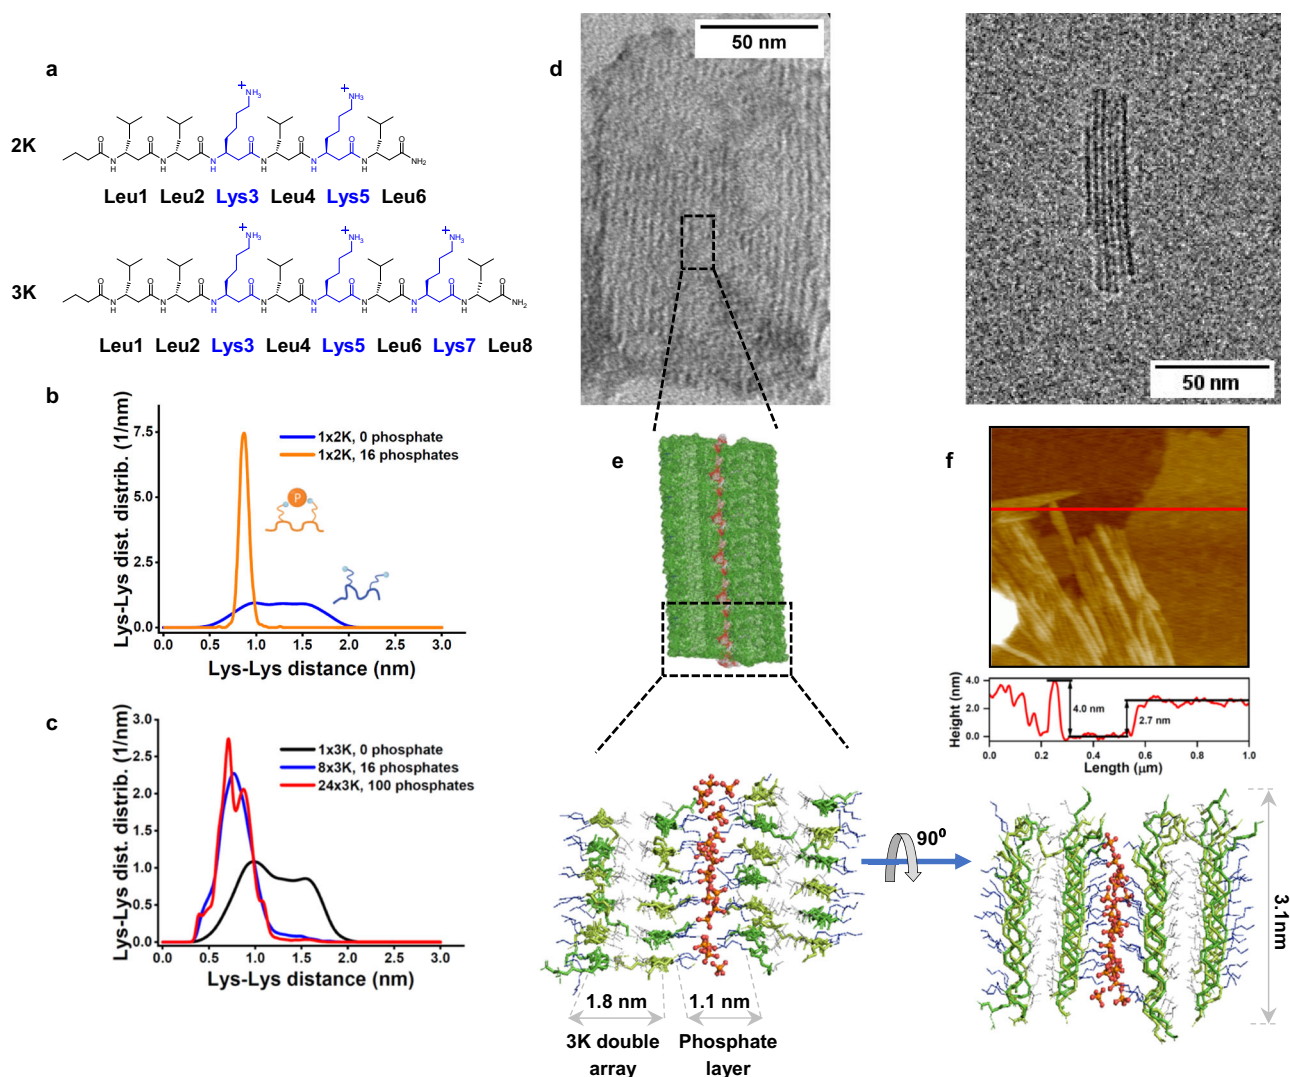 a
2K
+
NH3
+
NH3
O
O
O
O
O
O
O
N
H
N
H
N
H
N
H
N
H
N
H
NH2
Leu1 Leu2 Lys3 Leu4 Lys5 Leu6
3K
+
NH3
+
NH3
+
NH3
O
O
O
O
O
O
O
O
O
N
H
N
H
N
H
N
H
N
H
N
H
N
H
N
H
NH2
Leu1 Leu2 Lys3 Leu4 Lys5 Leu6 Lys7 Leu8
b
Lys-Lys dist. distrib. (1/nm)
7.5
5.0
2.5
0.0
1x2K, 0 phosphate
1x2K, 16 phosphates
P
0.0 0.5 1.0 1.5 2.0 2.5 3.0
Lys-Lys distance (nm)
c
Lys-Lys dist. distrib. (1/nm)
3.0
2.5
2.0
1.5
1.0
0.5
0.0
1x3K, 0 phosphate
8x3K, 16 phosphates
24x3K, 100 phosphates
0.0 0.5 1.0 1.5 2.0 2.5 3.0
Lys-Lys distance (nm)
d
50 nm
50 nm
e
1.8 nm
1.1 nm
3K double
array
Phosphate
layer
90⁰
f
Height (nm)
4.0
2.0
0.0
4.0 nm
2.7 nm
0.0 0.2 0.4 0.6 0.8 1.0
Length (μm)
3.1nm